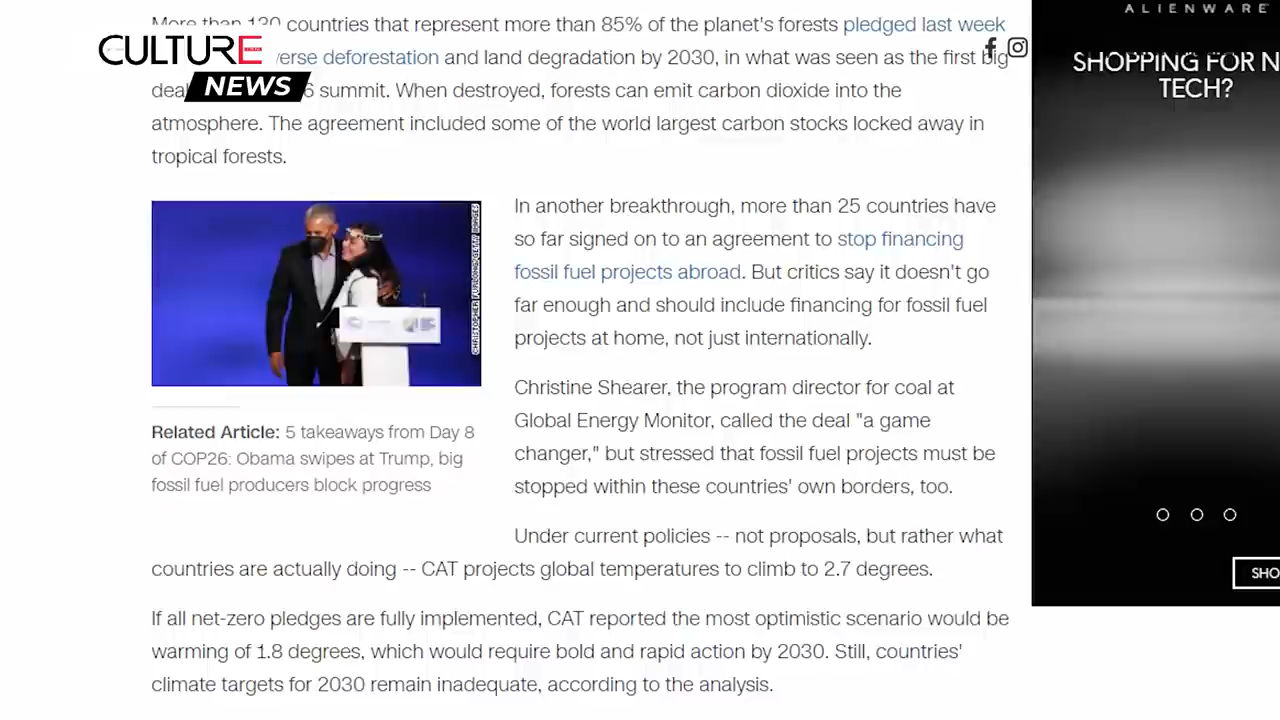 More than 130 countries that represent more than 85% of the planet's forests pledged last week
verse deforestation and land degradation by 2030, in what was seen as the first big
deal 6 summit. When destroyed, forests can emit carbon dioxide into the
atmosphere. The agreement included some of the world largest carbon stocks locked away in
tropical forests.
CULTURE
NEWS
In another breakthrough, more than 25 countries have
so far signed on to an agreement to stop financing
fossil fuel projects abroad. But critics say it doesn't go
far enough and should include financing for fossil fuel
projects at home, not just internationally.
Related Article: 5 takeaways from Day 8
of COP26: Obama swipes at Trump, big
fossil fuel producers block progress
Christine Shearer, the program director for coal at
Global Energy Monitor, called the deal "a game
changer," but stressed that fossil fuel projects must be
stopped within these countries' own borders, too.
Under current policies -- not proposals, but rather what
countries are actually doing -- CAT projects global temperatures to climb to 2.7 degrees.
If all net-zero pledges are fully implemented, CAT reported the most optimistic scenario would be
warming of 1.8 degrees, which would require bold and rapid action by 2030. Still, countries'
climate targets for 2030 remain inadequate, according to the analysis.
ALIENWARE
SHOPPING FOR N
TECH?
SHO